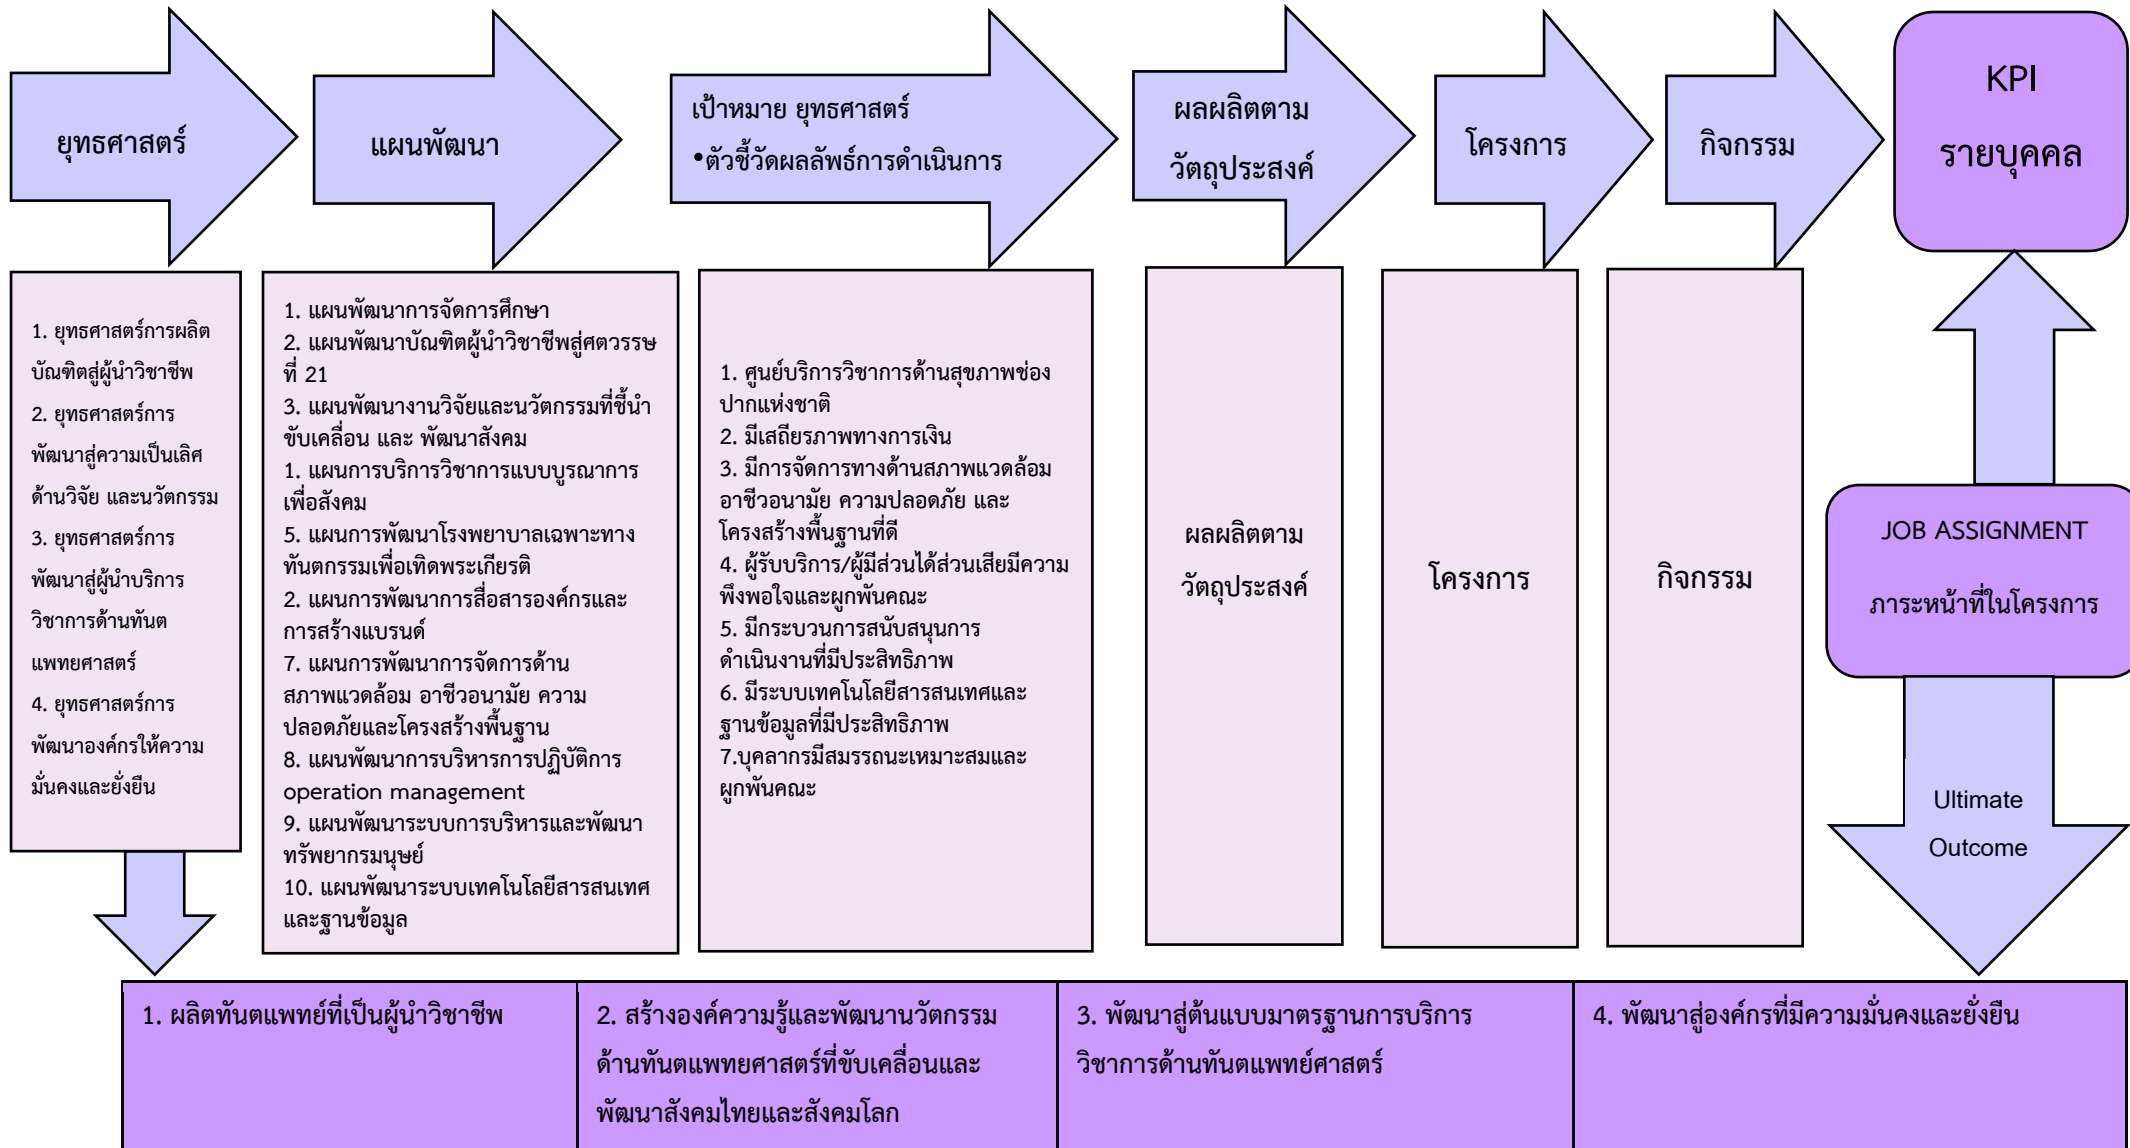 ยุทธศาสตร์
แผนพัฒนา
เป้าหมาย ยุทธศาสตร์
•ตัวชี้วัดผลลัพธ์การดำเนินการ
ผลผลิตตาม
วัตถุประสงค์
โครงการ
กิจกรรม
KPI
รายบุคคล
1. ยุทธศาสตร์การผลิต
บัณฑิตสู่ผู้นำวิชาชีพ
2. ยุทธศาสตร์การ
พัฒนาสู่ความเป็นเลิศ
ด้านวิจัย และนวัตกรรม
3. ยุทธศาสตร์การ
พัฒนาสู่ผู้นำบริการ
วิชาการด้านทันต
แพทยศาสตร์
4. ยุทธศาสตร์การ
พัฒนาองค์กรให้ความ
มั่นคงและยั่งยืน
1. แผนพัฒนาการจัดการศึกษา
2. แผนพัฒนาบัณฑิตผู้นำวิชาชีพสู่ศตวรรษ
ที่ 21
3. แผนพัฒนางานวิจัยและนวัตกรรมที่ชี้นำ
ขับเคลื่อน และ พัฒนาสังคม
1. แผนการบริการวิชาการแบบบูรณาการ
เพื่อสังคม
5. แผนการพัฒนาโรงพยาบาลเฉพาะทาง
ทันตกรรมเพื่อเทิดพระเกียรติ
2. แผนการพัฒนาการสื่อสารองค์กรและ
การสร้างแบรนด์
7. แผนการพัฒนาการจัดการด้าน
สภาพแวดล้อม อาชีวอนามัย ความ
ปลอดภัยและโครงสร้างพื้นฐาน
8. แผนพัฒนาการบริหารการปฏิบัติการ
operation management
9. แผนพัฒนาระบบการบริหารและพัฒนา
ทรัพยากรมนุษย์
10. แผนพัฒนาระบบเทคโนโลยีสารสนเทศ
และฐานข้อมูล
1. ศูนย์บริการวิชาการด้านสุขภาพช่อง
ปากแห่งชาติ
2. มีเสถียรภาพทางการเงิน
3. มีการจัดการทางด้านสภาพแวดล้อม
อาชีวอนามัย ความปลอดภัย และ
โครงสร้างพื้นฐานที่ดี
4. ผู้รับบริการ/ผู้มีส่วนได้ส่วนเสียมีความ
พึงพอใจและผูกพันคณะ
5. มีกระบวนการสนับสนุนการ
ดำเนินงานที่มีประสิทธิภาพ
6. มีระบบเทคโนโลยีสารสนเทศและ
ฐานข้อมูลที่มีประสิทธิภาพ
7.บุคลากรมีสมรรถนะเหมาะสมและ
ผูกพันคณะ
ผลผลิตตาม
วัตถุประสงค์
โครงการ
กิจกรรม
JOB ASSIGNMENT
ภาระหน้าที่ในโครงการ
Ultimate
Outcome
1. ผลิตทันตแพทย์ที่เป็นผู้นำวิชาชีพ
2. สร้างองค์ความรู้และพัฒนานวัตกรรม
ด้านทันตแพทยศาสตร์ที่ขับเคลื่อนและ
พัฒนาสังคมไทยและสังคมโลก
3. พัฒนาสู่ต้นแบบมาตรฐานการบริการ
วิชาการด้านทันตแพทย์ศาสตร์
4. พัฒนาสู่องค์กรที่มีความมั่นคงและยั่งยืน